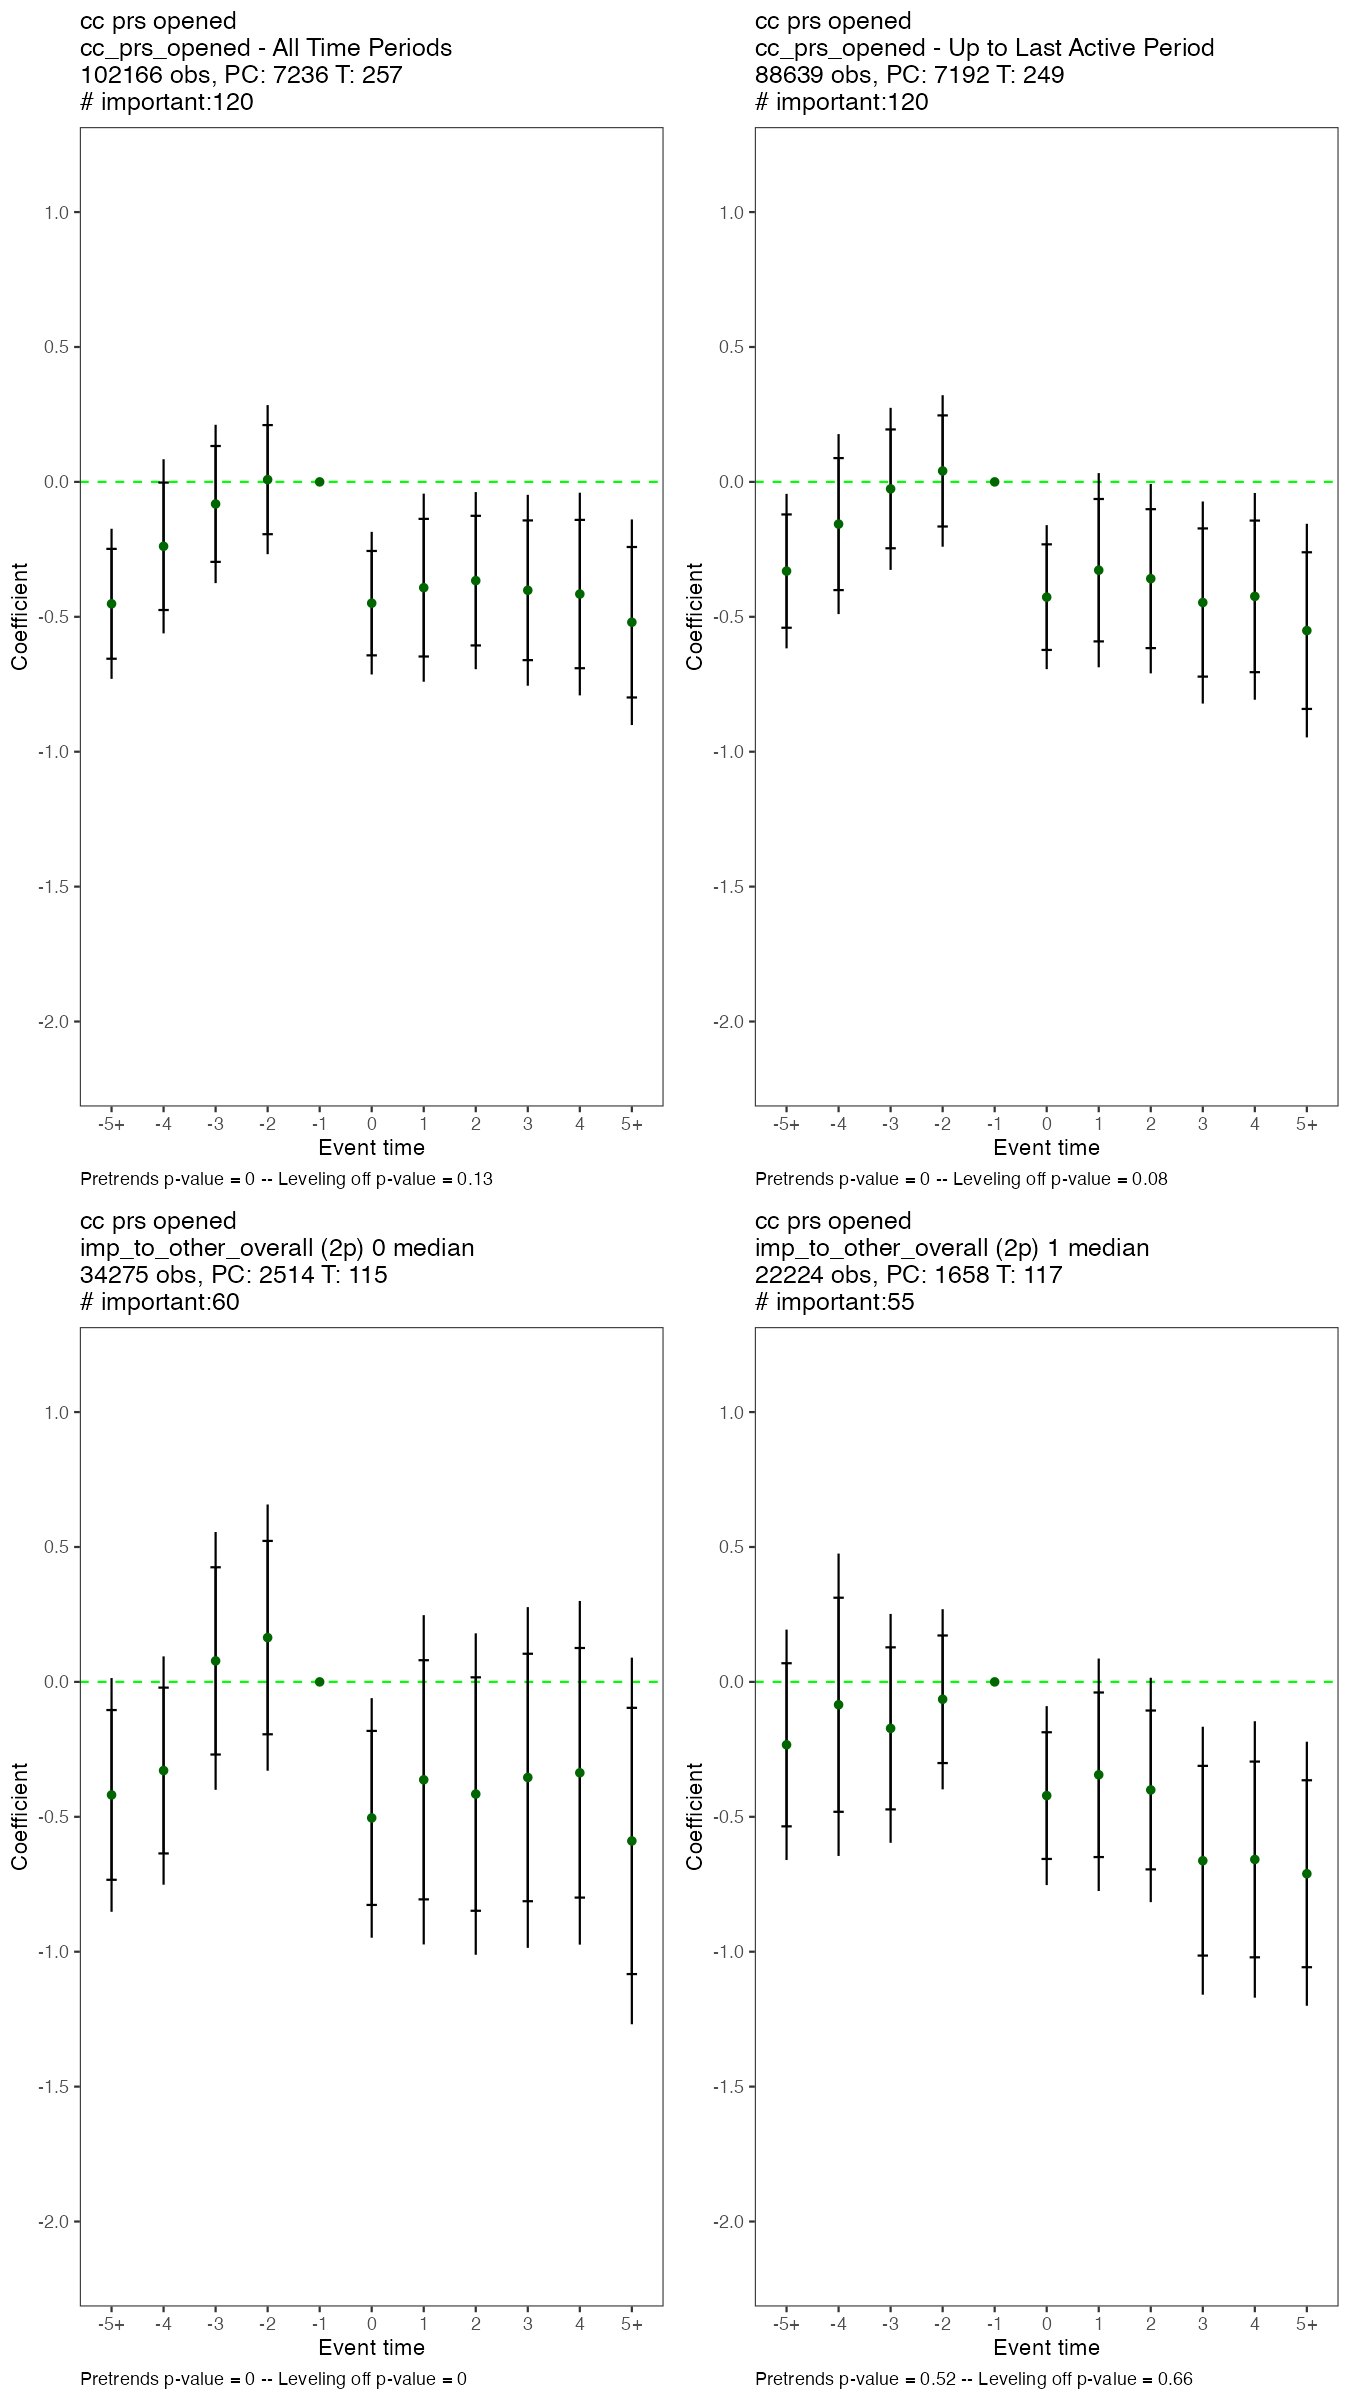 cc prs opened
cc_prs_opened - All Time Periods
102166 obs, PC: 7236 T: 257
# important:120
1.0
0.5
0.0
-0.5
-1.0
-1.5
-2.0
Coefficient
-5+ -4 -3 -2 -1 0 1 2 3 4 5+
Event time
Pretrends p-value = 0 -- Leveling off p-value = 0.13
cc prs opened
cc_prs_opened - Up to Last Active Period
88639 obs, PC: 7192 T: 249
# important:120
1.0
0.5
0.0
-0.5
-1.0
-1.5
-2.0
Coefficient
-5+ -4 -3 -2 -1 0 1 2 3 4 5+
Event time
Pretrends p-value = 0 -- Leveling off p-value = 0.08
cc prs opened
imp_to_other_overall (2p) 0 median
34275 obs, PC: 2514 T: 115
# important:60
1.0
0.5
0.0
-0.5
-1.0
-1.5
-2.0
Coefficient
-5+ -4 -3 -2 -1 0 1 2 3 4 5+
Event time
Pretrends p-value = 0 -- Leveling off p-value = 0
cc prs opened
imp_to_other_overall (2p) 1 median
22224 obs, PC: 1658 T: 117
# important:55
1.0
0.5
0.0
-0.5
-1.0
-1.5
-2.0
Coefficient
-5+ -4 -3 -2 -1 0 1 2 3 4 5+
Event time
Pretrends p-value = 0.52 -- Leveling off p-value = 0.66